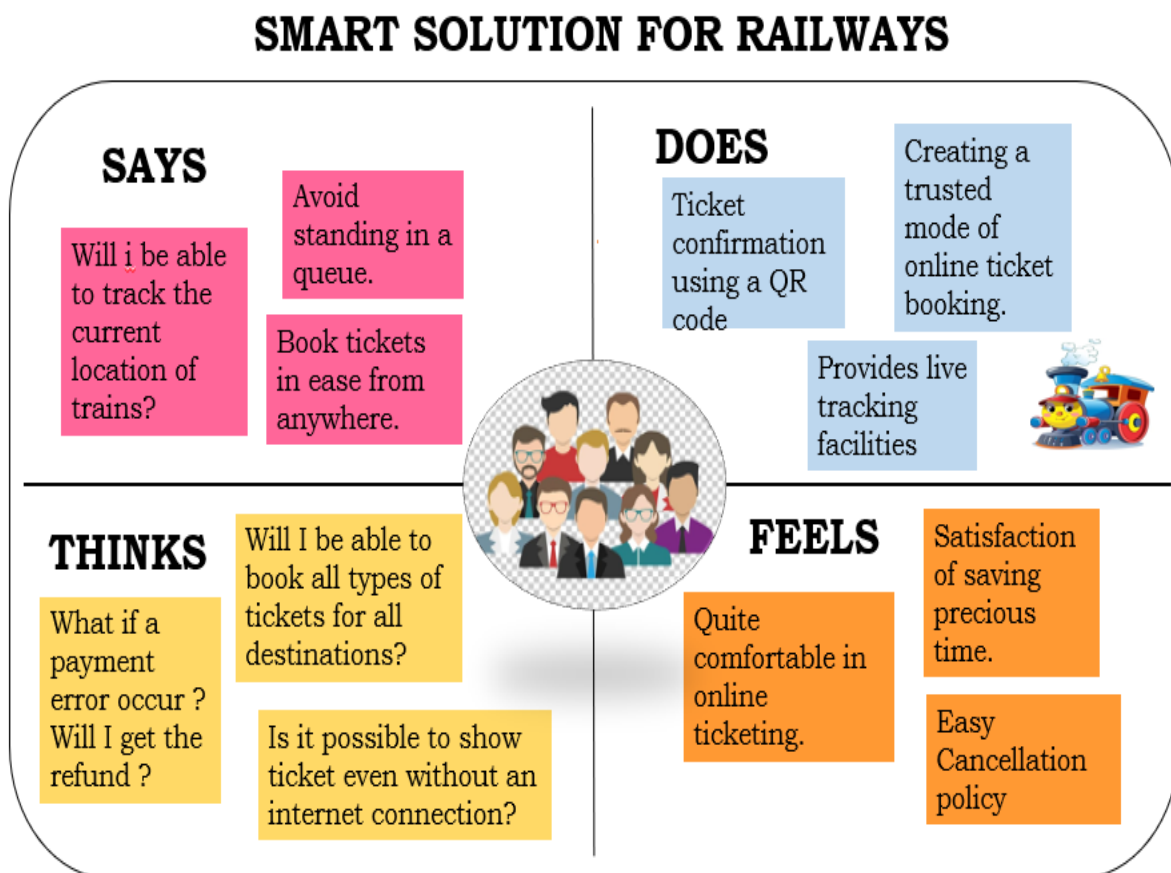 SMART SOLUTION FOR RAILWAYS
SAYS
Will i be able
to track the
current
location of
trains?
Avoid
standing in a
queue.
Book tickets
in ease from
anywhere.
DOES
Ticket
confirmation
using a QR
code
Creating a
trusted
mode of
online ticket
booking.
Provides live
tracking
facilities
THINKS
What if a
payment
error occur ?
Will I get the
refund ?
Will I be able to
book all types of
tickets for all
destinations?
Is it possible to show
ticket even without an
internet connection?
FEELS
Quite
comfortable in
online
ticketing.
Satisfaction
of saving
precious
time.
Easy
Cancellation
policy